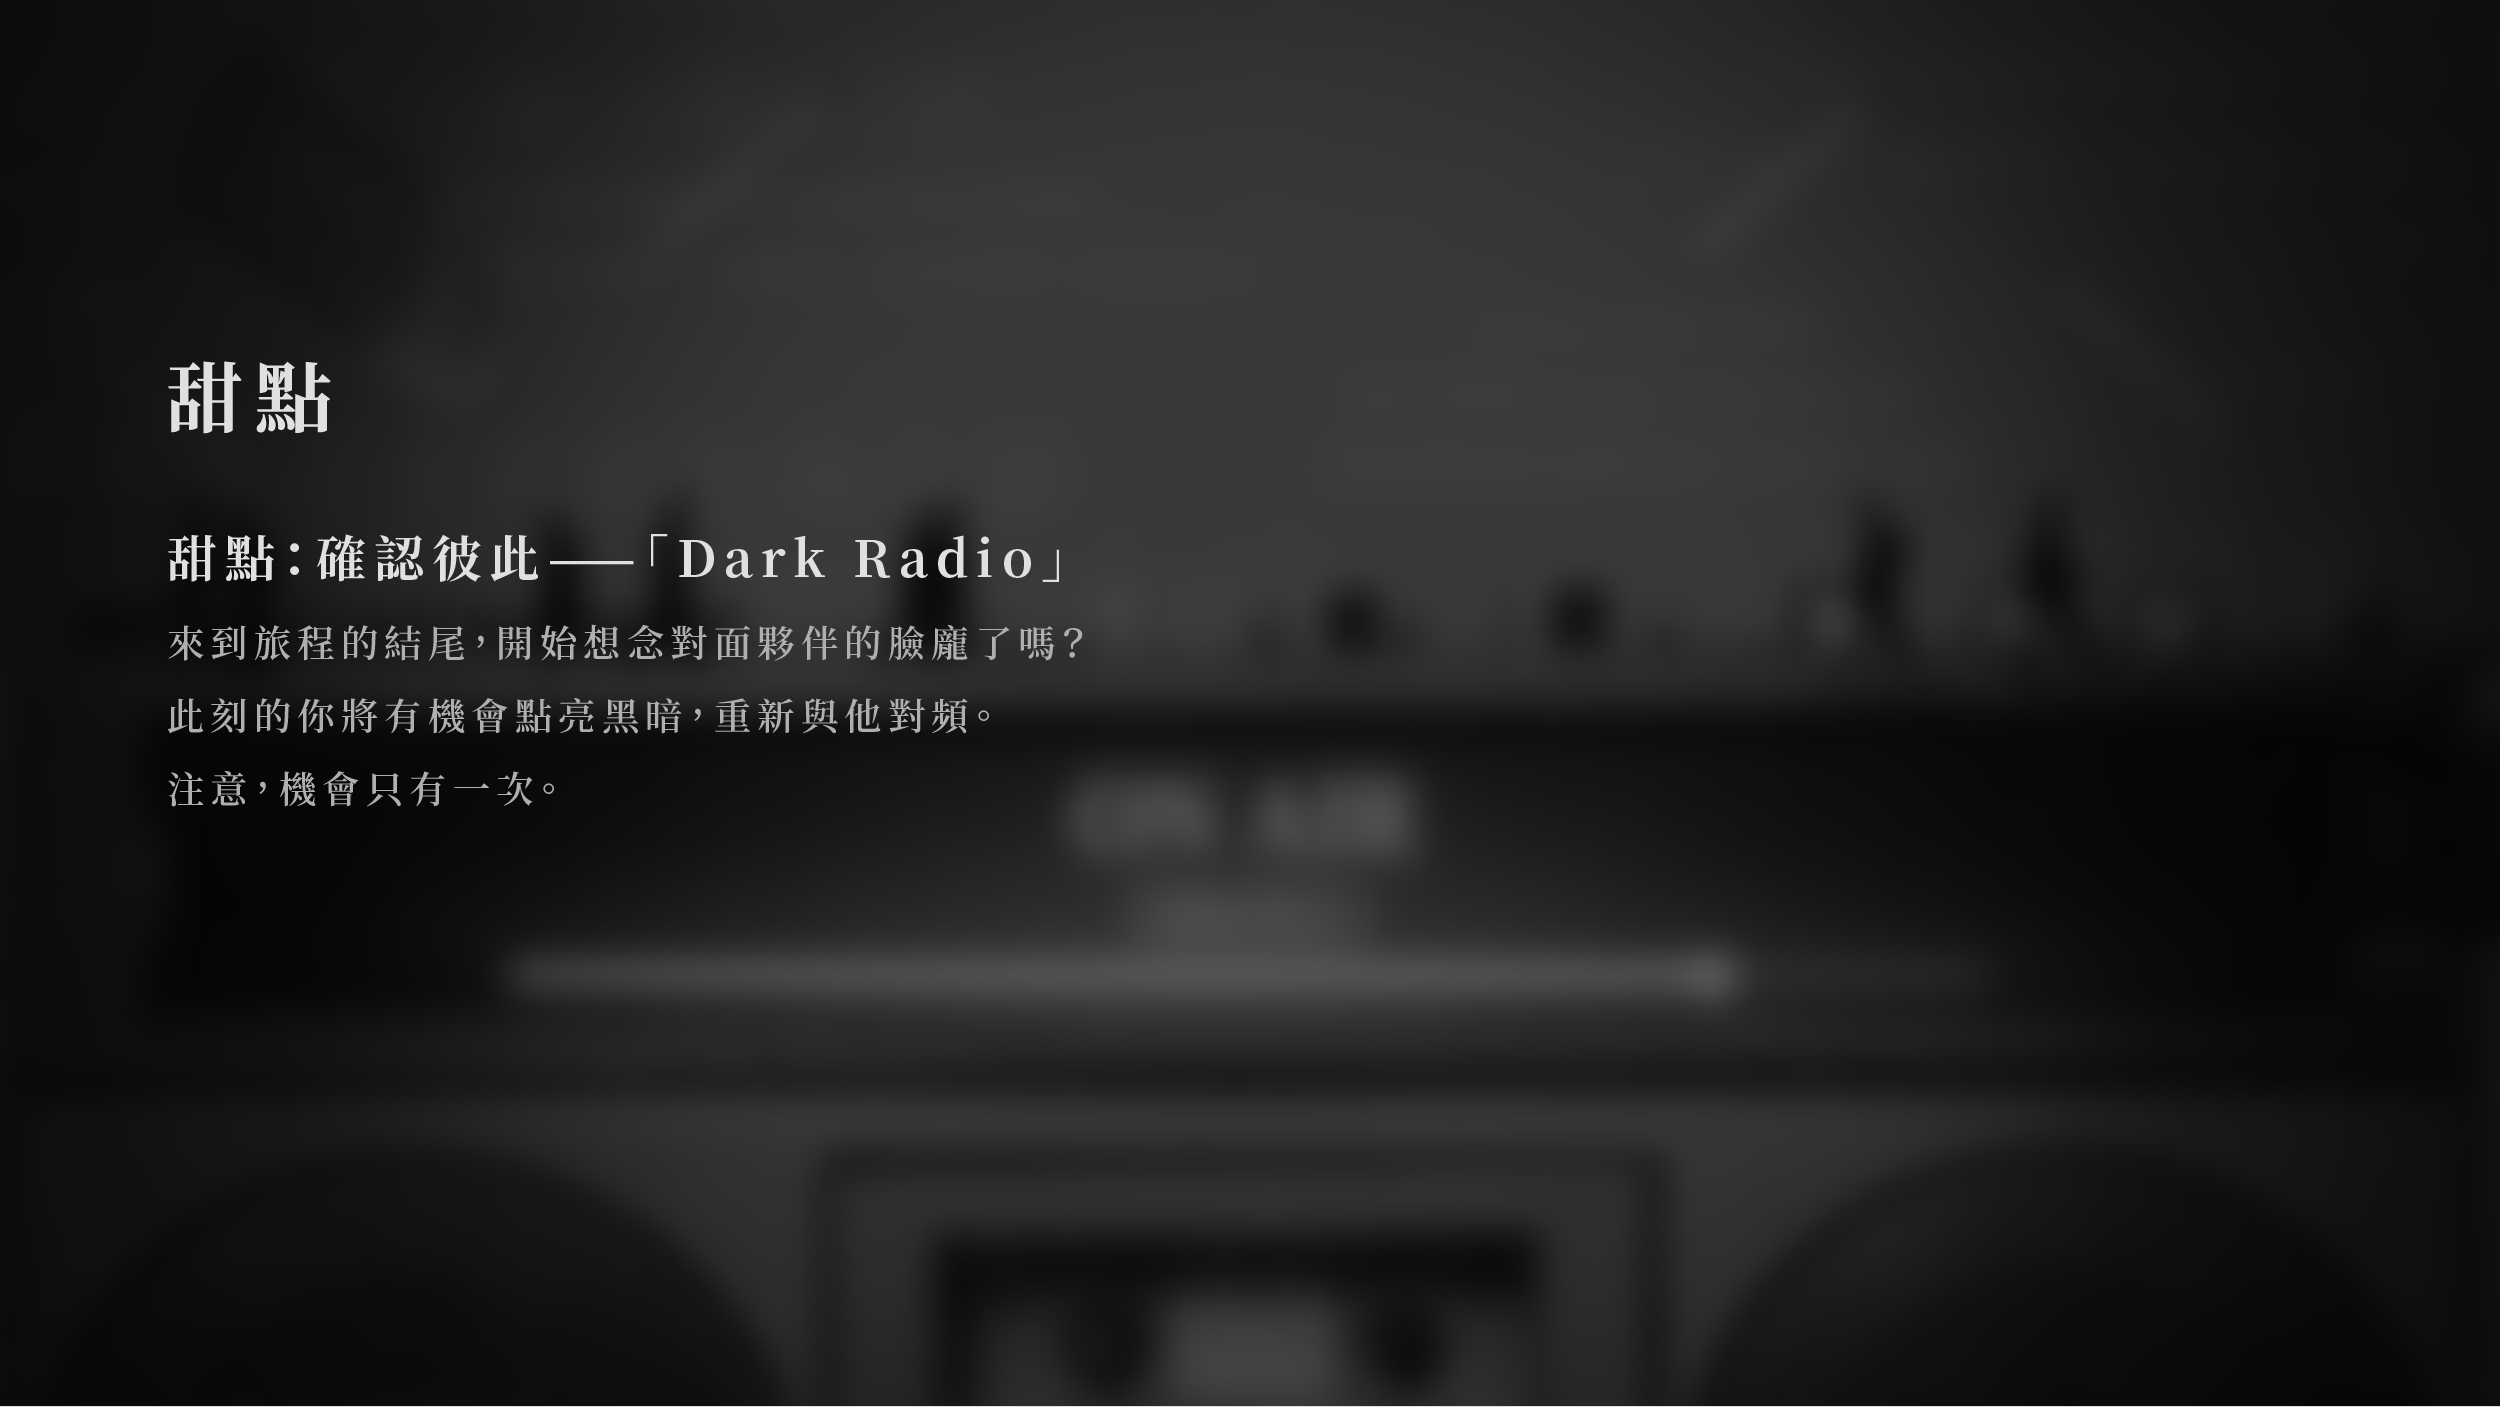 甜點
甜點：確認彼此——「Dark Radio」
來到旅程的結尾，開始想念對面夥伴的臉龐了嗎？
此刻的你將有機會點亮黑暗，重新與他對頻。
注意，機會只有一次。
ON AIR